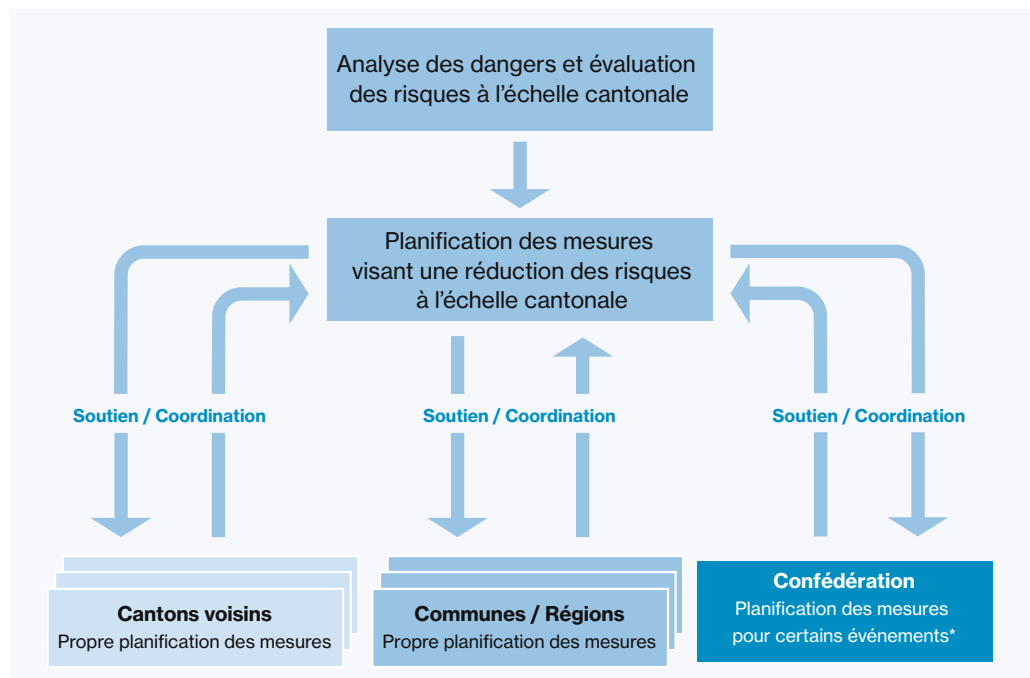 Analyse des dangers et évaluation
des risques à l’échelle cantonale
Planification des mesures
visant une réduction des risques
à l’échelle cantonale
Soutien / Coordination
Soutien / Coordination
Soutien / Coordination
Cantons voisins
Propre planification des mesures
Communes / Régions
Propre planification des mesures
Confédération
Planification des mesures
pour certains événements*